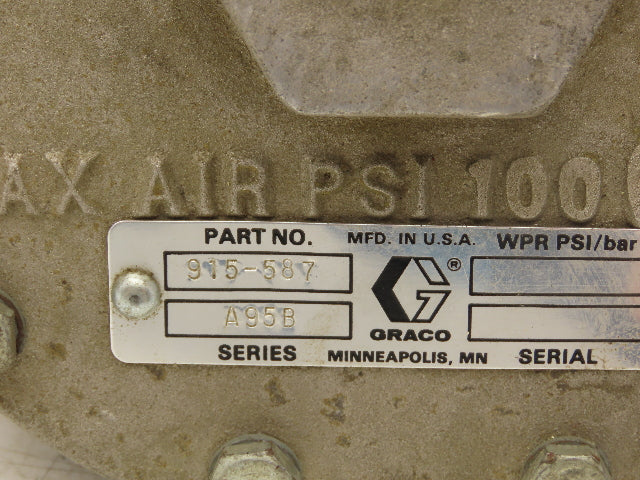 AX AIR PSI 100
PART NO. MFD. IN U.S.A. WPR PSI/bar
915-587
®
A95B
GRACO
SERIES MINNEAPOLIS, MN SERIAL